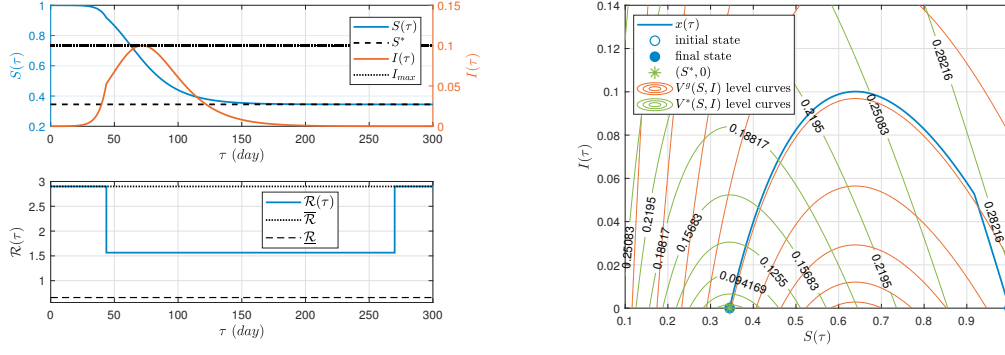 1
0.8
0.6
0.4
0.2
S(τ)
0.15
0.1
0.05
0
I(τ)
S(τ)
S*
I(τ)
I_max
0 50 100 150 200 250 300
τ (day)
3
2.5
2
1.5
1
R(τ)
R(τ)
R̅
R̲
0 50 100 150 200 250 300
τ (day)
0.14
0.12
0.1
0.08
0.06
0.04
0.02
0
I(τ)
x(τ)
initial state
final state
(S*, 0)
V^g(S, I) level curves
V*(S, I) level curves
0.28216
0.25083
0.2195
0.18817
0.25083
0.2195
0.18817
0.15683
0.1255
0.094169
0.15683
0.2195
0.28216
0.1 0.2 0.3 0.4 0.5 0.6 0.7 0.8 0.9
S(τ)